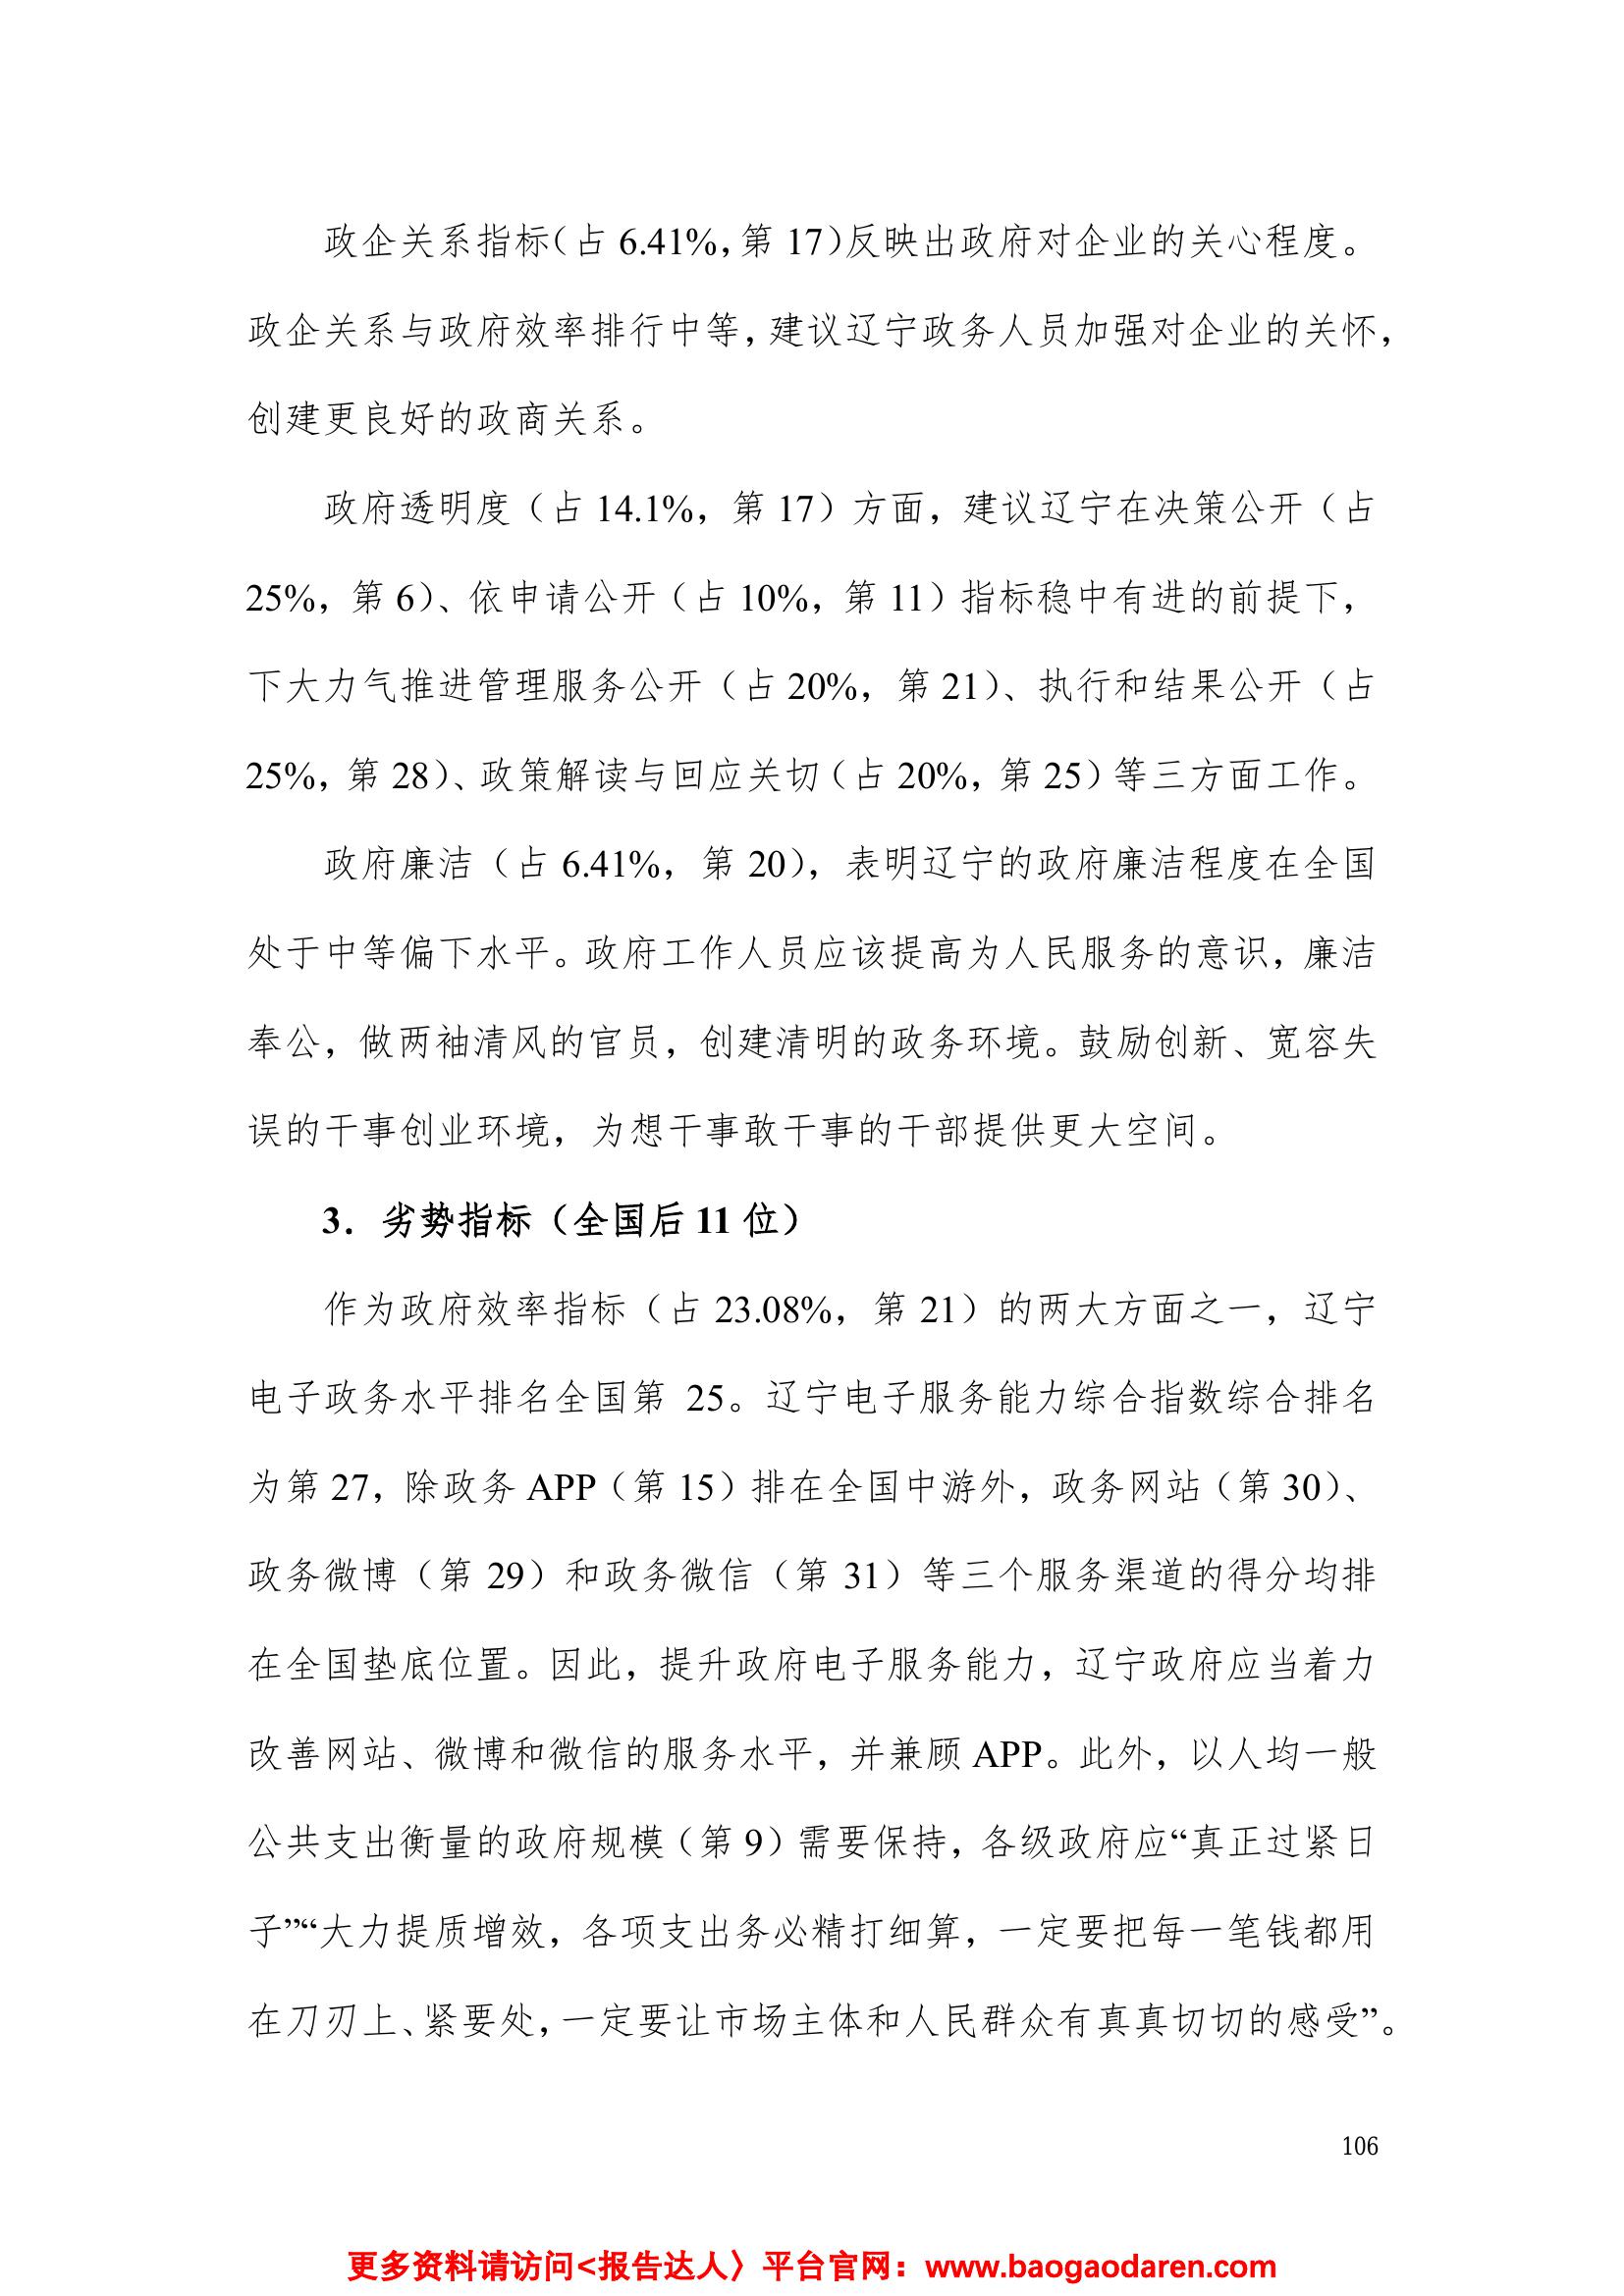 政企关系指标（占 6.41%，第 17）反映出政府对企业的关心程度。
政企关系与政府效率排行中等，建议辽宁政务人员加强对企业的关怀，
创建更良好的政商关系。
政府透明度（占 14.1%，第 17）方面，建议辽宁在决策公开（占
25%，第 6）、依申请公开（占 10%，第 11）指标稳中有进的前提下，
下大力气推进管理服务公开（占 20%，第 21）、执行和结果公开（占
25%，第 28）、政策解读与回应关切（占 20%，第 25）等三方面工作。
政府廉洁（占 6.41%，第 20），表明辽宁的政府廉洁程度在全国
处于中等偏下水平。政府工作人员应该提高为人民服务的意识，廉洁
奉公，做两袖清风的官员，创建清明的政务环境。鼓励创新、宽容失
误的干事创业环境，为想干事敢干事的干部提供更大空间。
3．劣势指标（全国后 11 位）
作为政府效率指标（占 23.08%，第 21）的两大方面之一，辽宁
电子政务水平排名全国第 25。辽宁电子服务能力综合指数综合排名
为第 27，除政务 APP（第 15）排在全国中游外，政务网站（第 30）、
政务微博（第 29）和政务微信（第 31）等三个服务渠道的得分均排
在全国垫底位置。因此，提升政府电子服务能力，辽宁政府应当着力
改善网站、微博和微信的服务水平，并兼顾 APP。此外，以人均一般
公共支出衡量的政府规模（第 9）需要保持，各级政府应“真正过紧日
子”“大力提质增效，各项支出务必精打细算，一定要把每一笔钱都用
在刀刃上、紧要处，一定要让市场主体和人民群众有真真切切的感受”。
106
更多资料请访问<报告达人〉平台官网：www.baogaodaren.com